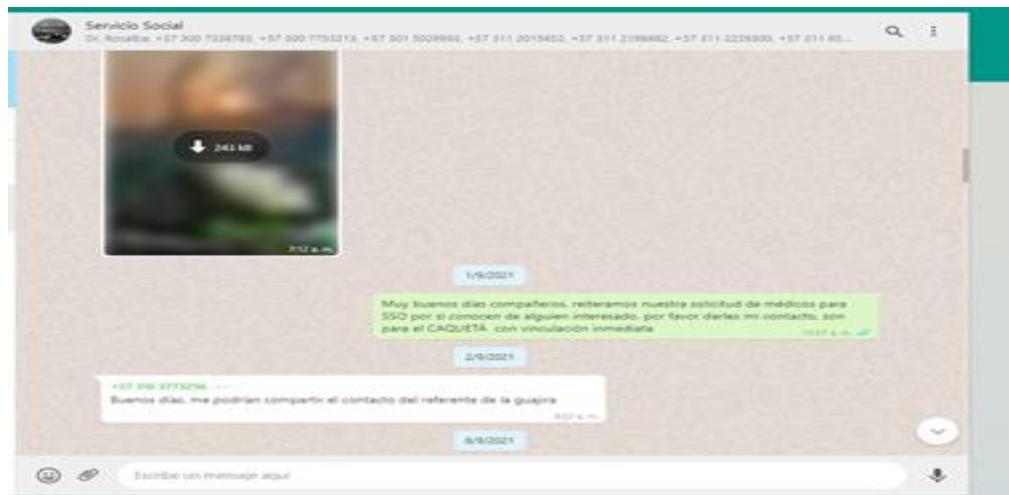 Servicio Social
Dr. Rosalba,
243 kB
7:12 a. m.
1/9/2021
Muy buenos días compañeros, reiteramos nuestra solicitud de médicos para
SSO por si conocen de alguien interesado, por favor darles mi contacto, son
para el CAQUETÁ con vinculación inmediata
2/9/2021
Buenos días, me podrían compartir el contacto del referente de la guajira
6/9/2021
Escribe un mensaje aquí